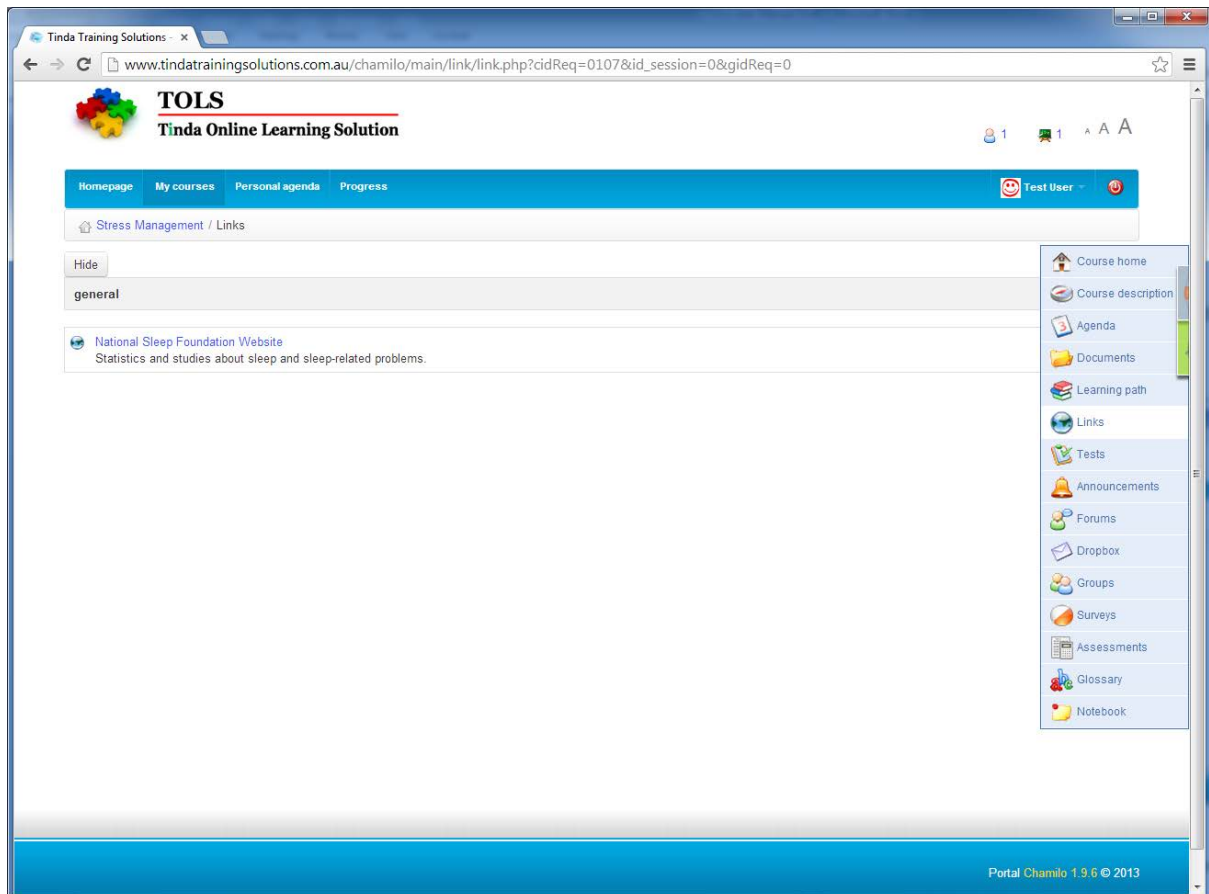 Tinda Training Solutions -
www.tindatrainingsolutions.com.au/chamilo/main/link/link.php?cidReq=0107&id_session=0&gidReq=0
TOLS
Tinda Online Learning Solution
1 1 A A A
Homepage My courses Personal agenda Progress Test User
Stress Management / Links
Hide
general
National Sleep Foundation Website
Statistics and studies about sleep and sleep-related problems.
Course home
Course description
Agenda
Documents
Learning path
Links
Tests
Announcements
Forums
Dropbox
Groups
Surveys
Assessments
Glossary
Notebook
Portal Chamilo 1.9.6 © 2013